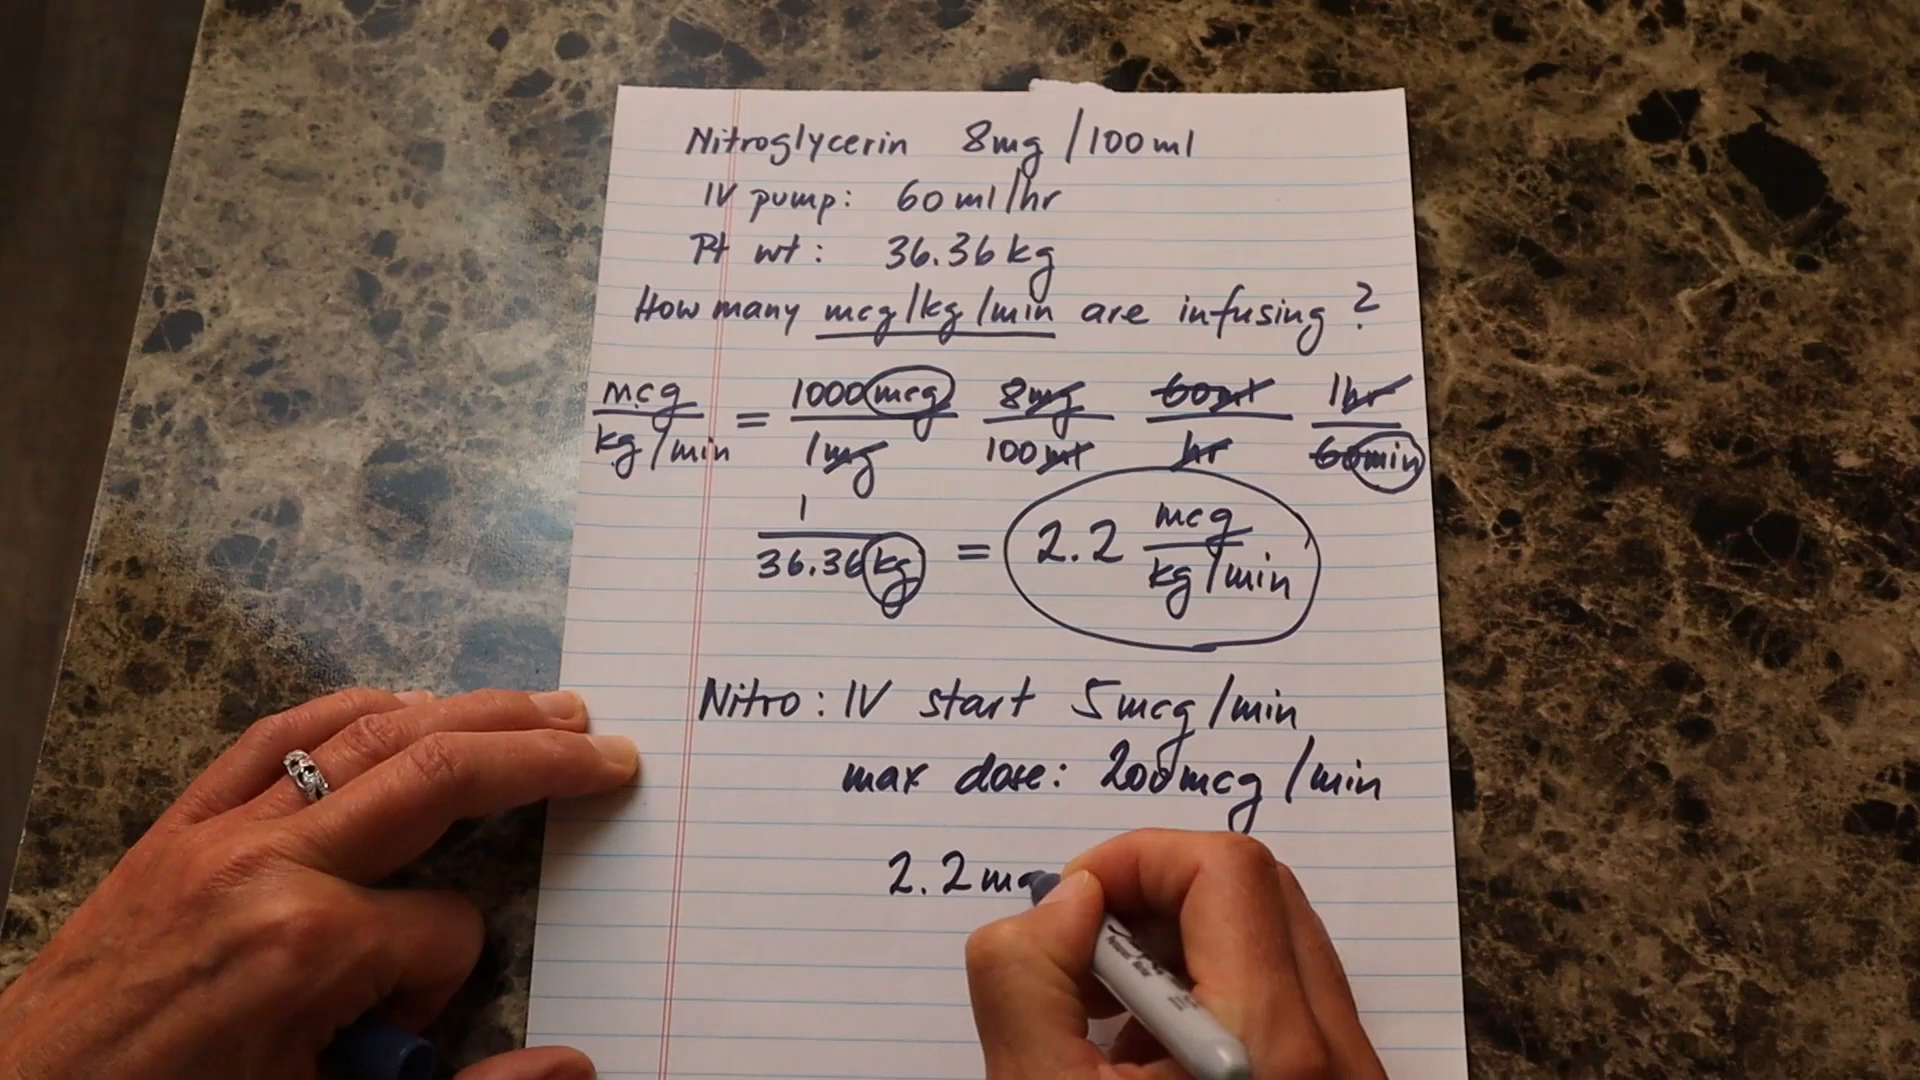 Nitroglycerin 8mg /100ml
IV pump: 60ml/hr
Pt wt: 36.36kg
How many mcg/kg/min are infusing?
mcg 1000mcg 8mg 60ml 1hr
kg/min = 1mg 100ml hr 60min
1 mcg
36.36kg = 2.2 kg/min
Nitro: IV start 5mcg/min
max dose: 200mcg/min
2.2